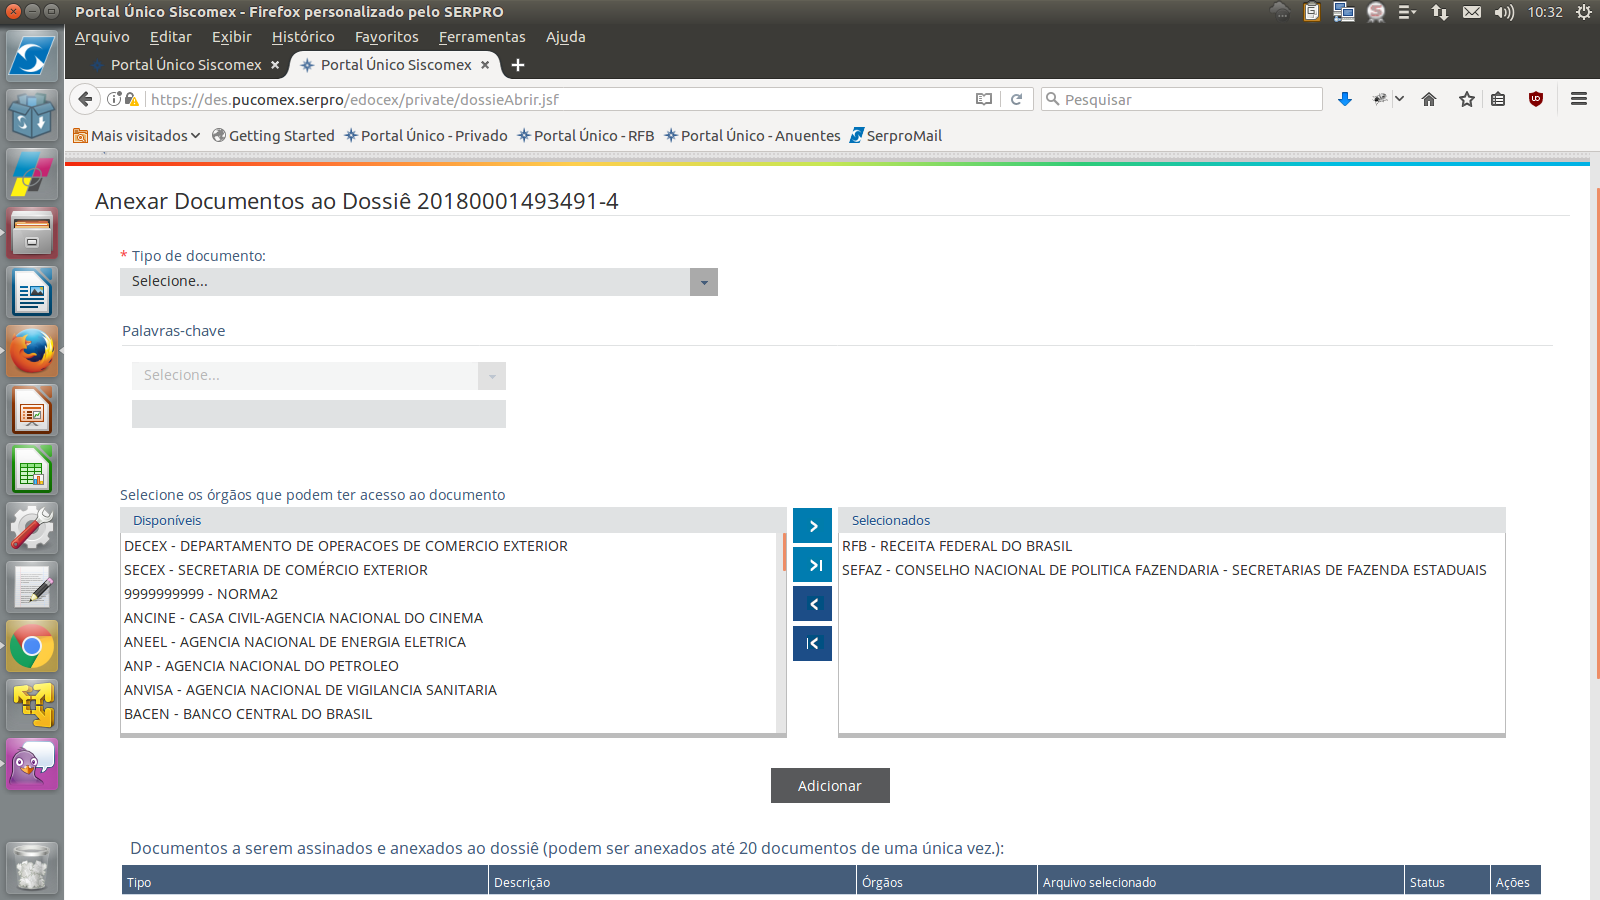 Portal Único Siscomex - Firefox personalizado pelo SERPRO
10:32
Arquivo Editar Exibir Histórico Favoritos Ferramentas Ajuda
Portal Único Siscomex × Portal Único Siscomex × +
https://des.pucomex.serpro/edocex/private/dossieAbrir.jsf
Pesquisar
Mais visitados Getting Started Portal Único - Privado Portal Único - RFB Portal Único - Anuentes SerproMail
Anexar Documentos ao Dossiê 20180001493491-4
* Tipo de documento:
Selecione...
Palavras-chave
Selecione...
Selecione os órgãos que podem ter acesso ao documento
Disponíveis
DECEX - DEPARTAMENTO DE OPERACOES DE COMERCIO EXTERIOR
SECEX - SECRETARIA DE COMÉRCIO EXTERIOR
9999999999 - NORMA2
ANCINE - CASA CIVIL-AGENCIA NACIONAL DO CINEMA
ANEEL - AGENCIA NACIONAL DE ENERGIA ELETRICA
ANP - AGENCIA NACIONAL DO PETROLEO
ANVISA - AGENCIA NACIONAL DE VIGILANCIA SANITARIA
BACEN - BANCO CENTRAL DO BRASIL
Selecionados
RFB - RECEITA FEDERAL DO BRASIL
SEFAZ - CONSELHO NACIONAL DE POLITICA FAZENDARIA - SECRETARIAS DE FAZENDA ESTADUAIS
Adicionar
Documentos a serem assinados e anexados ao dossiê (podem ser anexados até 20 documentos de uma única vez.):
Tipo Descrição Órgãos Arquivo selecionado Status Ações